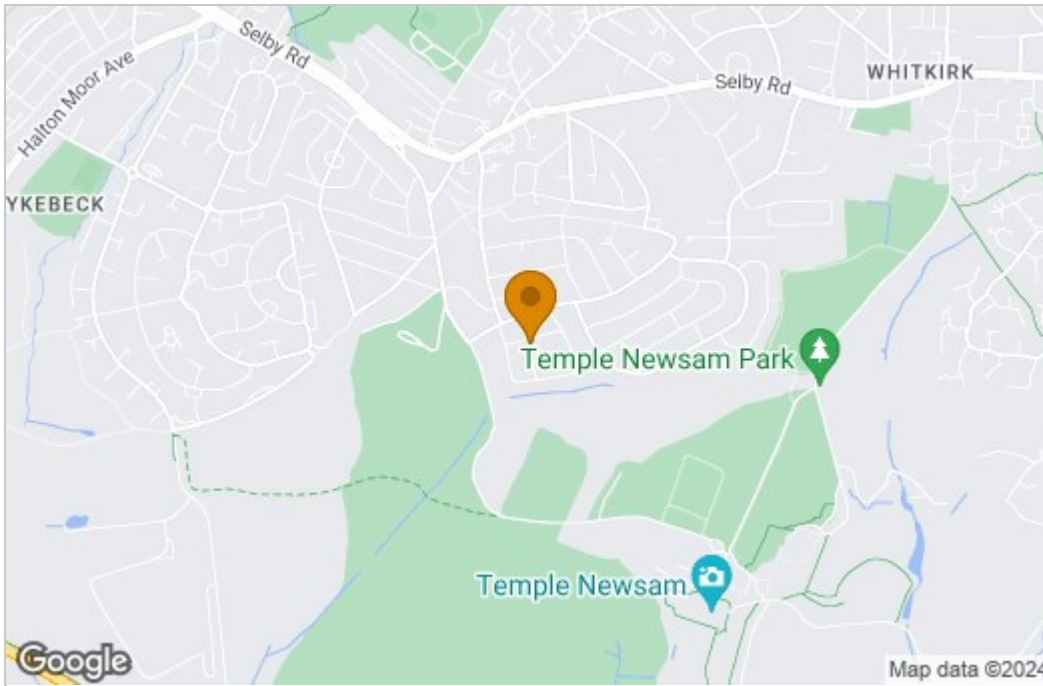 Selby Rd
Halton Moor Ave
Selby Rd
WHITKIRK
YKEBECK
Temple Newsam Park
Temple Newsam
Google
Map data ©2024